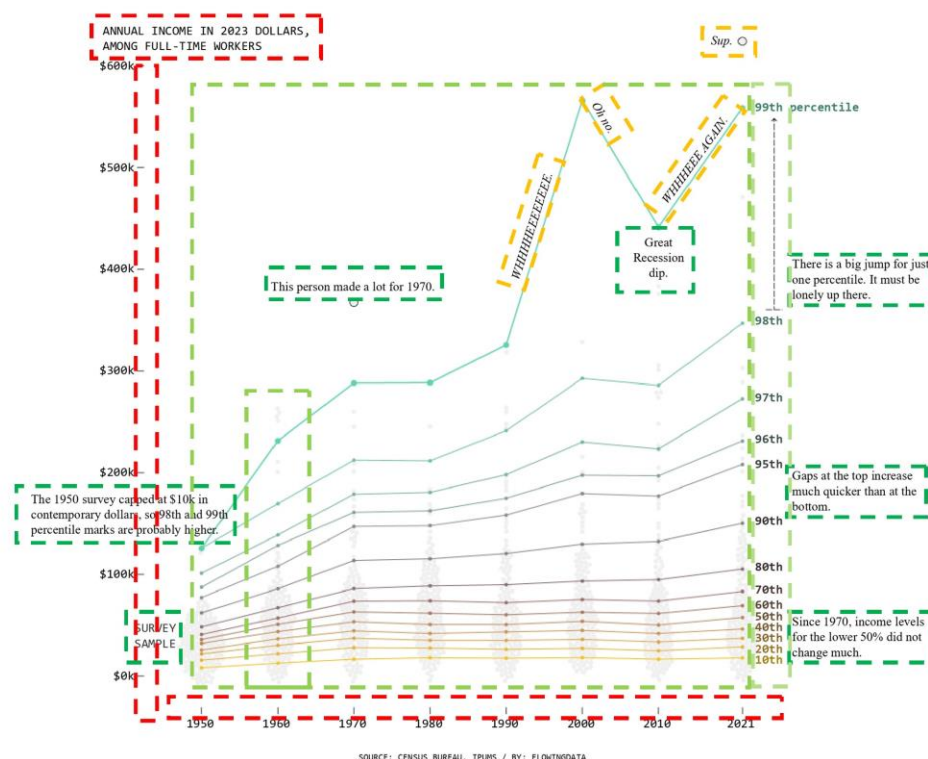 ANNUAL INCOME IN 2023 DOLLARS,
AMONG FULL-TIME WORKERS
Sup.
$600k
99th percentile
Oh no.
WHHHEEE AGAIN.
$500k
WHHHHEEEEEEEE.
Great
Recession
dip.
$400k
There is a big jump for just
one percentile. It must be
lonely up there.
This person made a lot for 1970.
98th
$300k
97th
96th
$200k
95th
Gaps at the top increase
much quicker than at the
bottom.
The 1950 survey capped at $10k in
contemporary dollars, so 98th and 99th
percentile marks are probably higher.
90th
$100k
80th
70th
60th
50th
40th
30th
20th
10th
Since 1970, income levels
for the lower 50% did not
change much.
SURVEY
SAMPLE
$0k
1950 1960 1970 1980 1990 2000 2010 2021
SOURCE: CENSUS BUREAU, IPUMS / BY: FLOWINGDATA